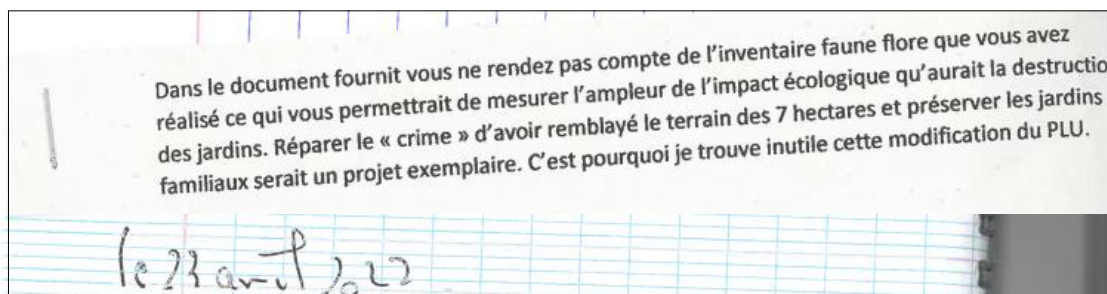 Dans le document fournit vous ne rendez pas compte de l’inventaire faune flore que vous avez
réalisé ce qui vous permettrait de mesurer l’ampleur de l’impact écologique qu’aurait la destructio
des jardins. Réparer le « crime » d’avoir remblayé le terrain des 7 hectares et préserver les jardins
familiaux serait un projet exemplaire. C’est pourquoi je trouve inutile cette modification du PLU.
le 23 avril 2022